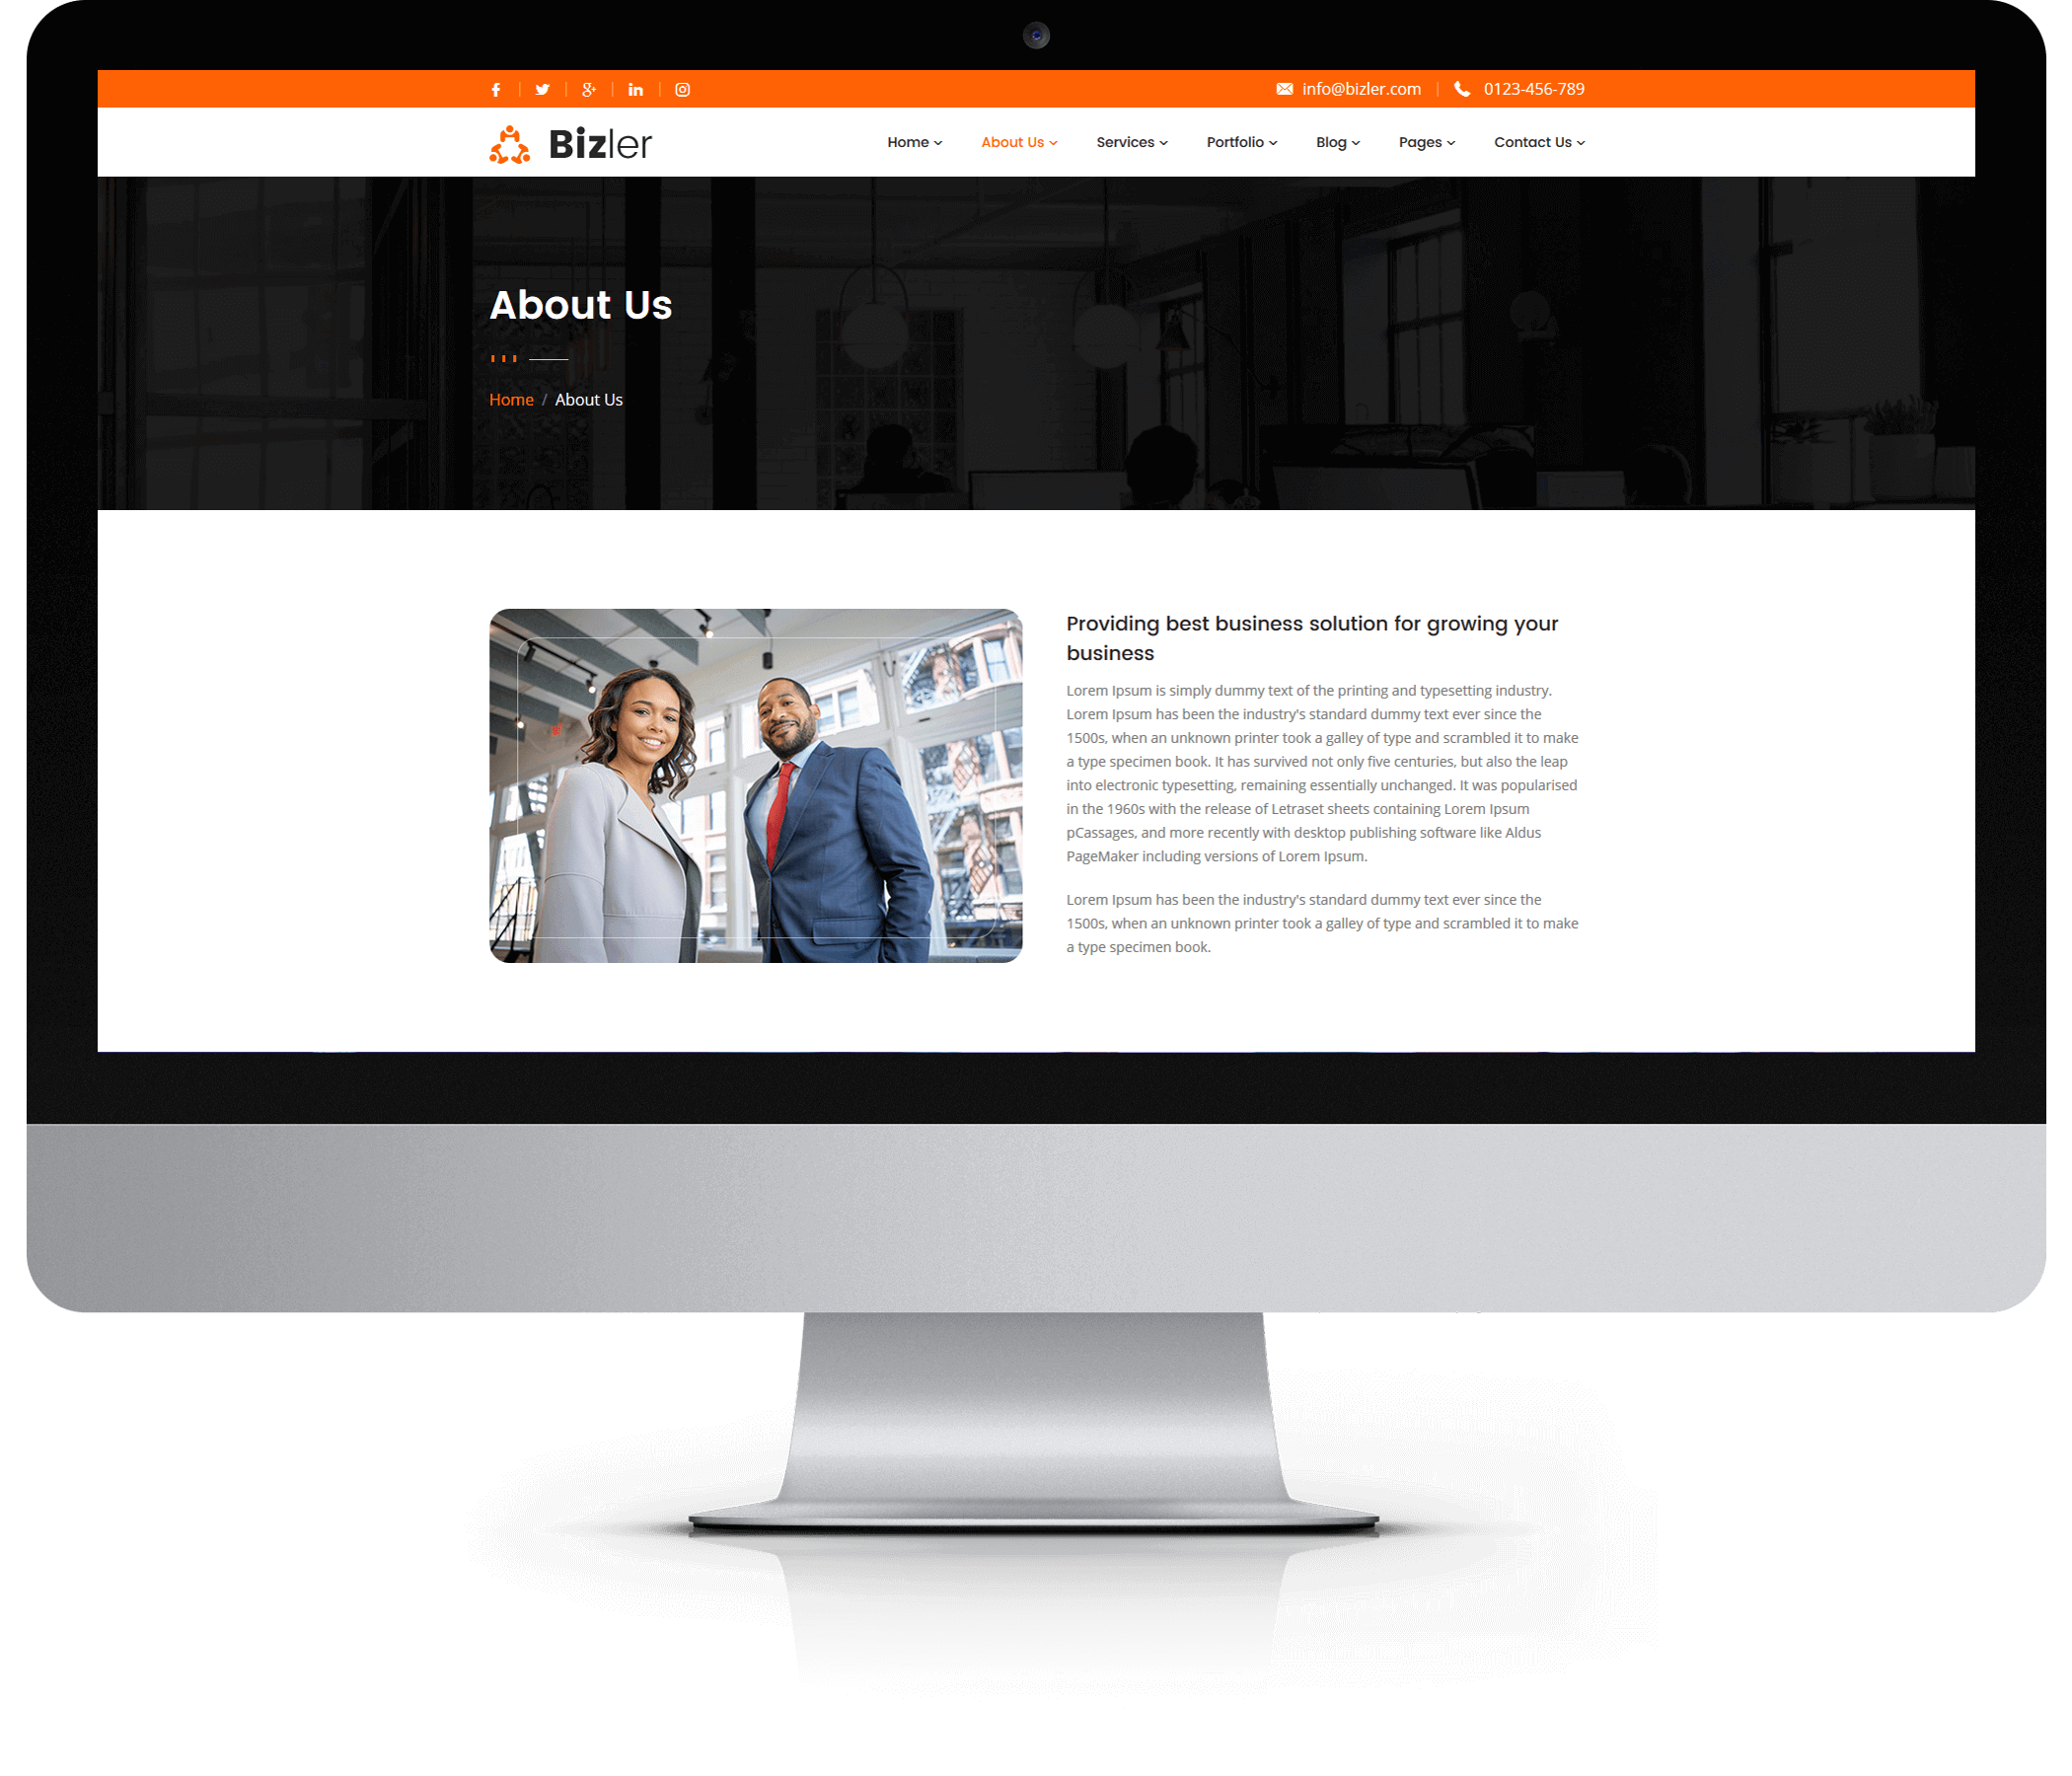 info@bizler.com 0123-456-789
Bizler
Home About Us Services Portfolio Blog Pages Contact Us
About Us
Home / About Us
Providing best business solution for growing your
business
Lorem Ipsum is simply dummy text of the printing and typesetting industry.
Lorem Ipsum has been the industry's standard dummy text ever since the
1500s, when an unknown printer took a galley of type and scrambled it to make
a type specimen book. It has survived not only five centuries, but also the leap
into electronic typesetting, remaining essentially unchanged. It was popularised
in the 1960s with the release of Letraset sheets containing Lorem Ipsum
pCassages, and more recently with desktop publishing software like Aldus
PageMaker including versions of Lorem Ipsum.
Lorem Ipsum has been the industry's standard dummy text ever since the
1500s, when an unknown printer took a galley of type and scrambled it to make
a type specimen book.